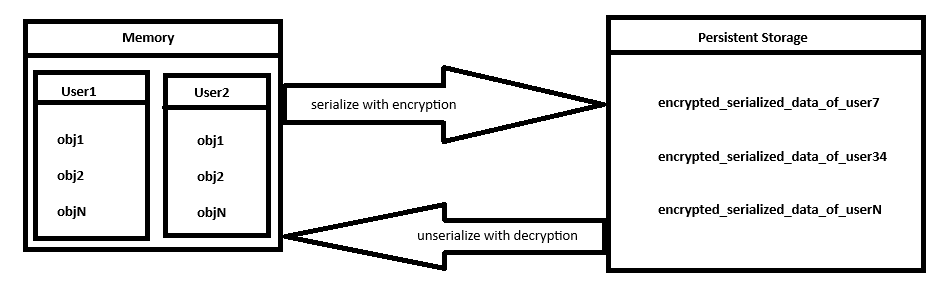 Memory
User1
obj1
obj2
objN
User2
obj1
obj2
objN
serialize with encryption
unserialize with decryption
Persistent Storage
encrypted_serialized_data_of_user7
encrypted_serialized_data_of_user34
encrypted_serialized_data_of_userN